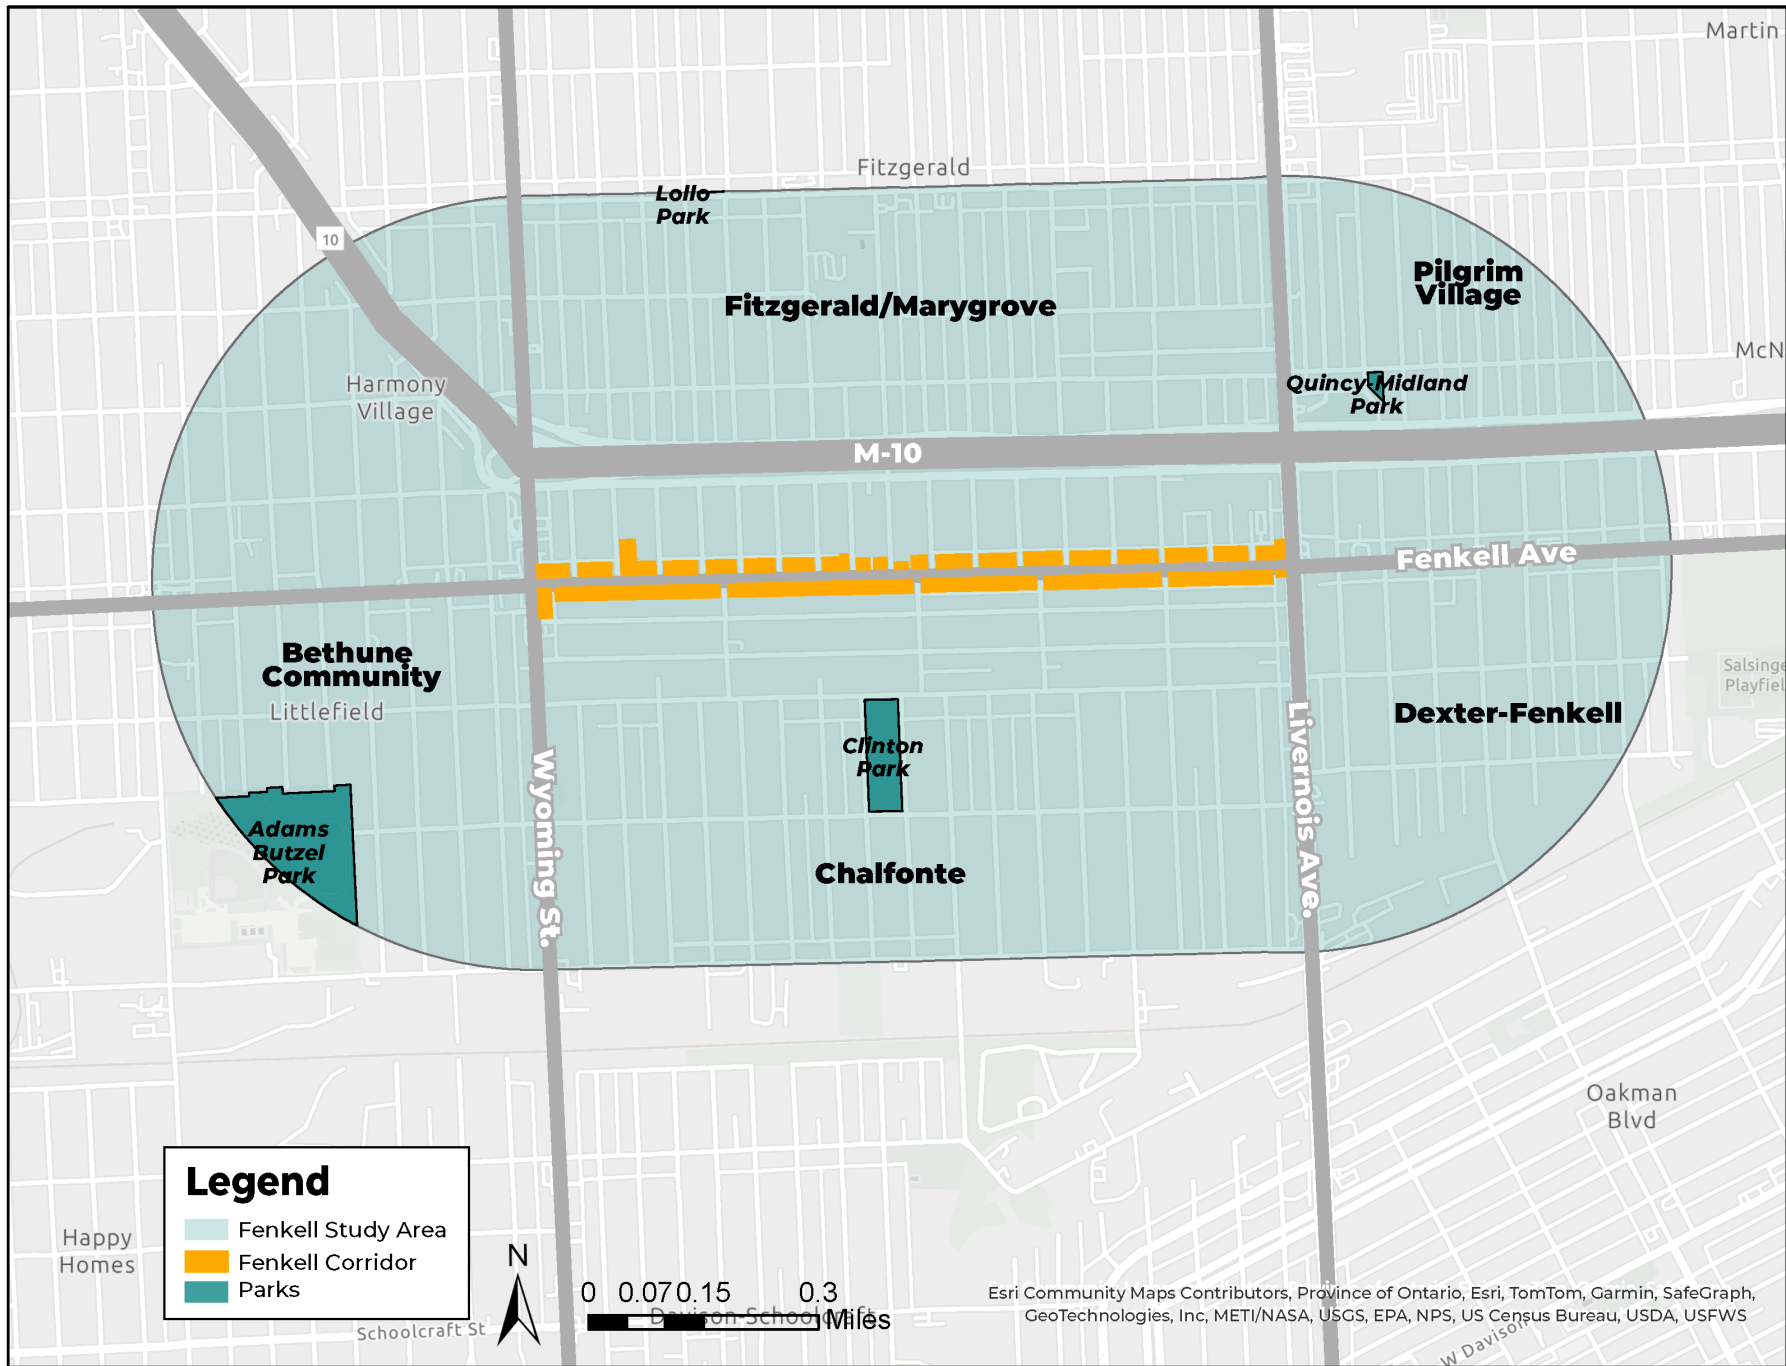 Martin
Fitzgerald
Lollo
Park
10
Pilgrim
Village
Fitzgerald/Marygrove
McN
Harmony
Village
Quincy-Midland
Park
M-10
Fenkell Ave
Bethune
Community
Littlefield
Salsinge
Playfiel
Dexter-Fenkell
Clinton
Park
Wyoming St.
Livernois Ave.
Adams
Butzel
Park
Chalfonte
Oakman
Blvd
Legend
Fenkell Study Area
Fenkell Corridor
Parks
Happy
Homes
N
0 0.07 0.15 0.3
Miles
Davison-Schoolcraft
Schoolcraft St
W Davison
Esri Community Maps Contributors, Province of Ontario, Esri, TomTom, Garmin, SafeGraph,
GeoTechnologies, Inc, METI/NASA, USGS, EPA, NPS, US Census Bureau, USDA, USFWS